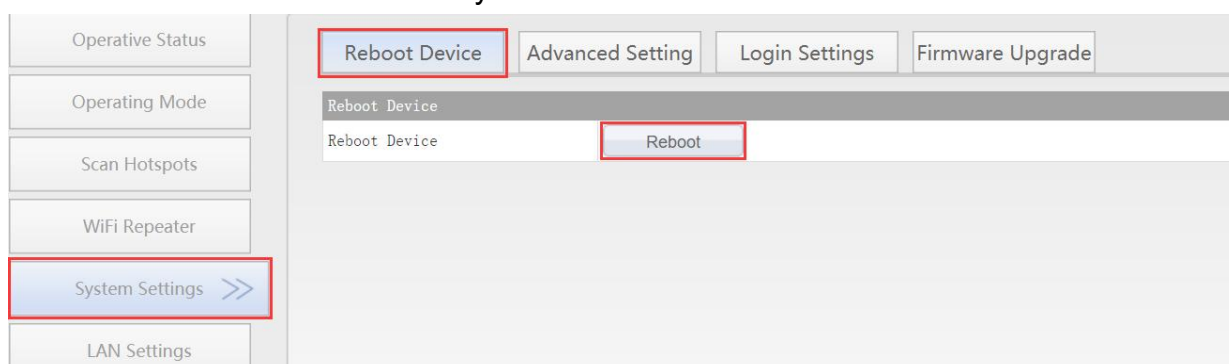 Operative Status
Operating Mode
Scan Hotspots
WiFi Repeater
System Settings
LAN Settings
Reboot Device Advanced Setting Login Settings Firmware Upgrade
Reboot Device
Reboot Device Reboot